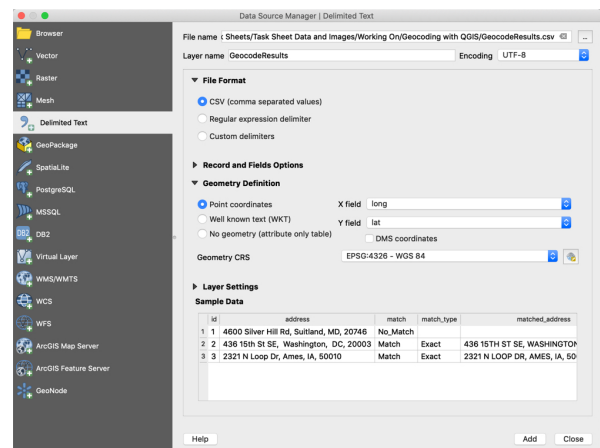 Data Source Manager | Delimited Text
Browser
Vector
Raster
Mesh
Delimited Text
GeoPackage
SpatiaLite
PostgreSQL
MSSQL
DB2 DB2
Virtual Layer
WMS/WMTS
WCS
WFS
ArcGIS Map Server
ArcGIS Feature Server
GeoNode
File name Sheets/Task Sheet Data and Images/Working On/Geocoding with QGIS/GeocodeResults.csv ...
Layer name GeocodeResults Encoding UTF-8
File Format
CSV (comma separated values)
Regular expression delimiter
Custom delimiters
Record and Fields Options
Geometry Definition
Point coordinates X field long
Well known text (WKT) Y field lat
No geometry (attribute only table) DMS coordinates
Geometry CRS EPSG:4326 - WGS 84
Layer Settings
Sample Data
id address match match_type matched_address
1 1 4600 Silver Hill Rd, Suitland, MD, 20746 No_Match
2 2 436 15th St SE, Washington, DC, 20003 Match Exact 436 15TH ST SE, WASHINGTON
3 3 2321 N Loop Dr, Ames, IA, 50010 Match Exact 2321 N LOOP DR, AMES, IA, 50
Help Add Close